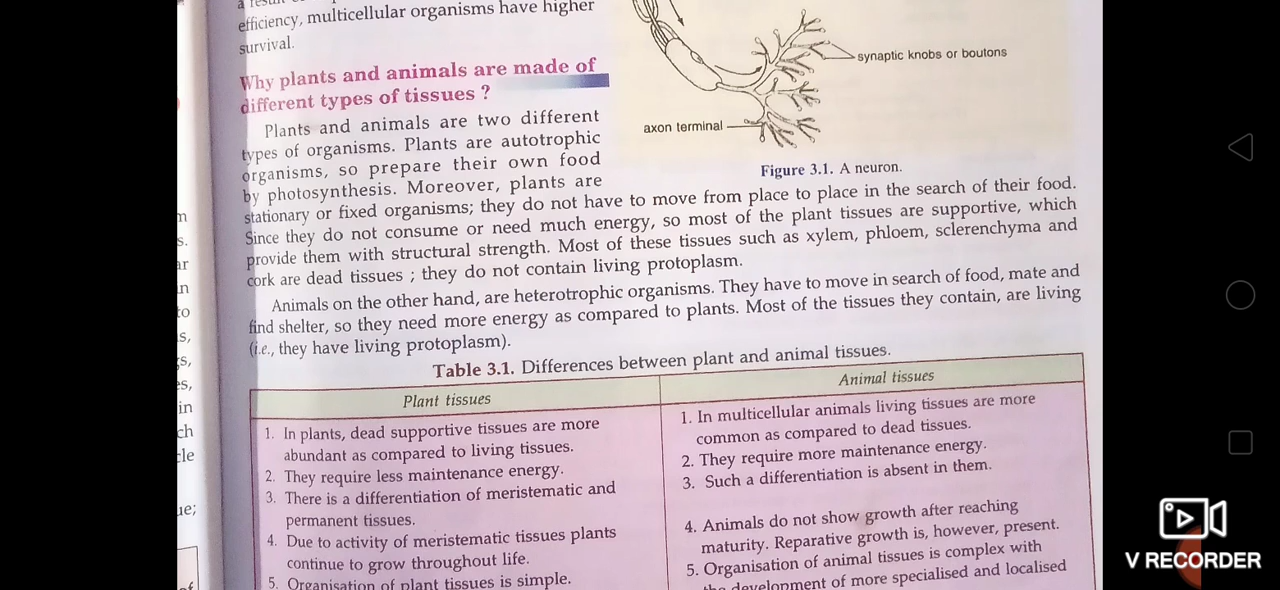 efficiency, multicellular organisms have higher
survival.
synaptic knobs or boutons
axon terminal
Figure 3.1. A neuron.
Why plants and animals are made of
different types of tissues ?
Plants and animals are two different
types of organisms. Plants are autotrophic
organisms, so prepare their own food
by photosynthesis. Moreover, plants are
stationary or fixed organisms; they do not have to move from place to place in the search of their food.
Since they do not consume or need much energy, so most of the plant tissues are supportive, which
provide them with structural strength. Most of these tissues such as xylem, phloem, sclerenchyma and
cork are dead tissues ; they do not contain living protoplasm.
Animals on the other hand, are heterotrophic organisms. They have to move in search of food, mate and
find shelter, so they need more energy as compared to plants. Most of the tissues they contain, are living
(i.e., they have living protoplasm).
Table 3.1. Differences between plant and animal tissues.
Plant tissues
1. In plants, dead supportive tissues are more
abundant as compared to living tissues.
2. They require less maintenance energy.
3. There is a differentiation of meristematic and
permanent tissues.
4. Due to activity of meristematic tissues plants
continue to grow throughout life.
5. Organisation of plant tissues is simple.
Animal tissues
1. In multicellular animals living tissues are more
common as compared to dead tissues.
2. They require more maintenance energy.
3. Such a differentiation is absent in them.
4. Animals do not show growth after reaching
maturity. Reparative growth is, however, present.
5. Organisation of animal tissues is complex with
development of more specialised and localised
V RECORDER